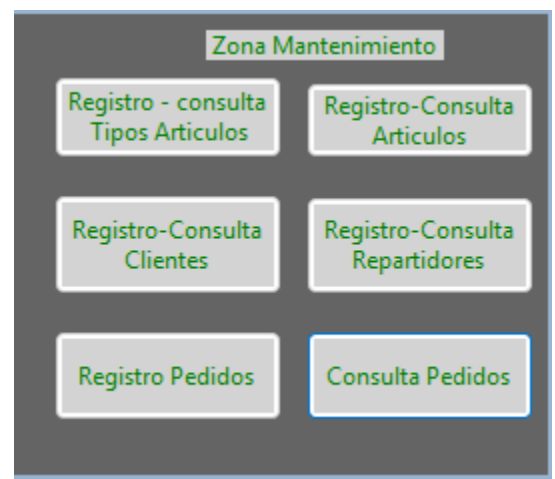 Zona Mantenimiento
Registro - consulta
Tipos Articulos
Registro-Consulta
Articulos
Registro-Consulta
Clientes
Registro-Consulta
Repartidores
Registro Pedidos
Consulta Pedidos